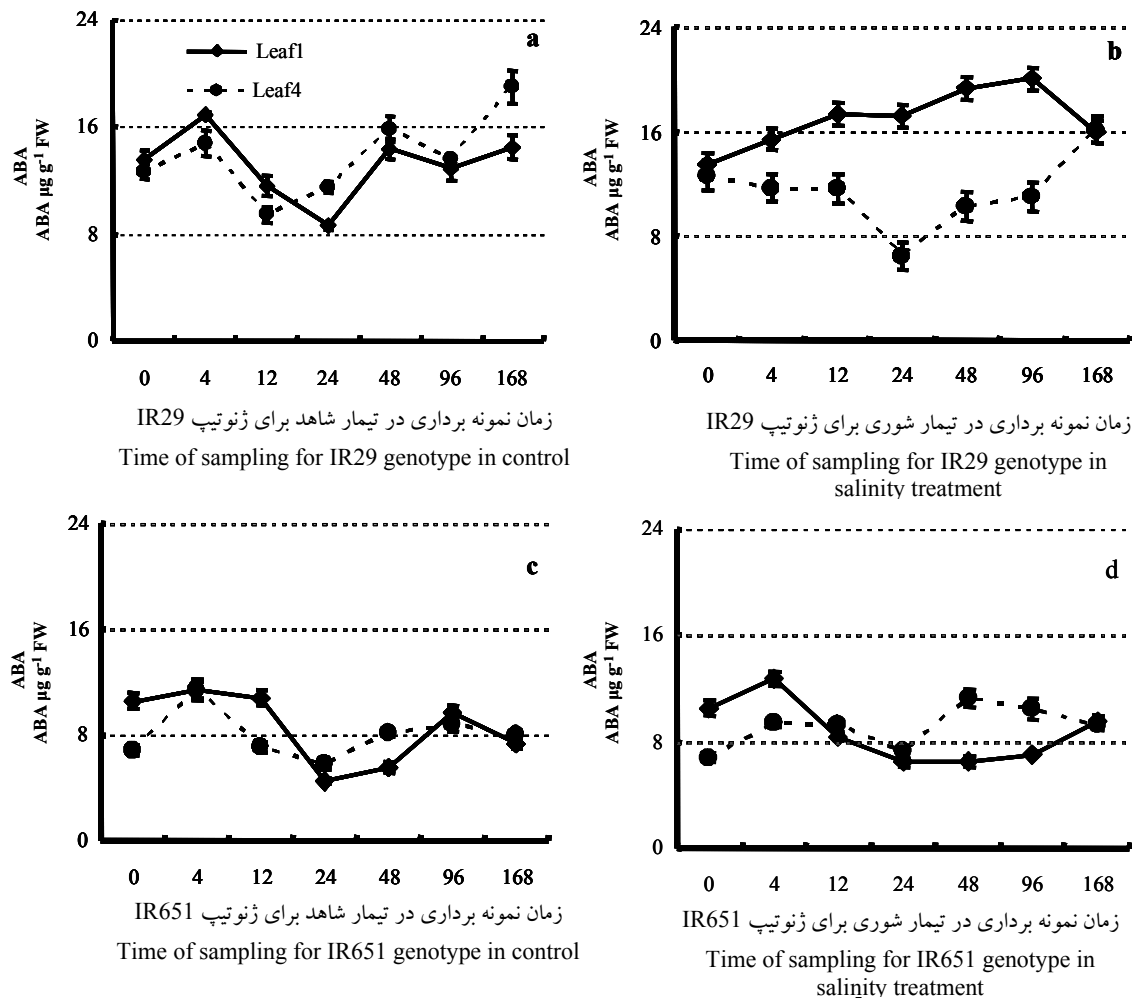 24
16
8
0
ABA
ABA µg g⁻¹ FW
Leaf1
Leaf4
a
0 4 12 24 48 96 168
زمان نمونه برداری در تیمار شاهد برای ژنوتیپ IR29
Time of sampling for IR29 genotype in control
24
16
8
0
ABA
ABA µg g⁻¹ FW
b
0 4 12 24 48 96 168
زمان نمونه برداری در تیمار شوری برای ژنوتیپ IR29
Time of sampling for IR29 genotype in
salinity treatment
24
16
8
0
ABA
ABA µg g⁻¹ FW
c
0 4 12 24 48 96 168
زمان نمونه برداری در تیمار شاهد برای ژنوتیپ IR651
Time of sampling for IR651 genotype in control
24
16
8
0
ABA
ABA µg g⁻¹ FW
d
0 4 12 24 48 96 168
زمان نمونه برداری در تیمار شوری برای ژنوتیپ IR651
Time of sampling for IR651 genotype in
salinity treatment